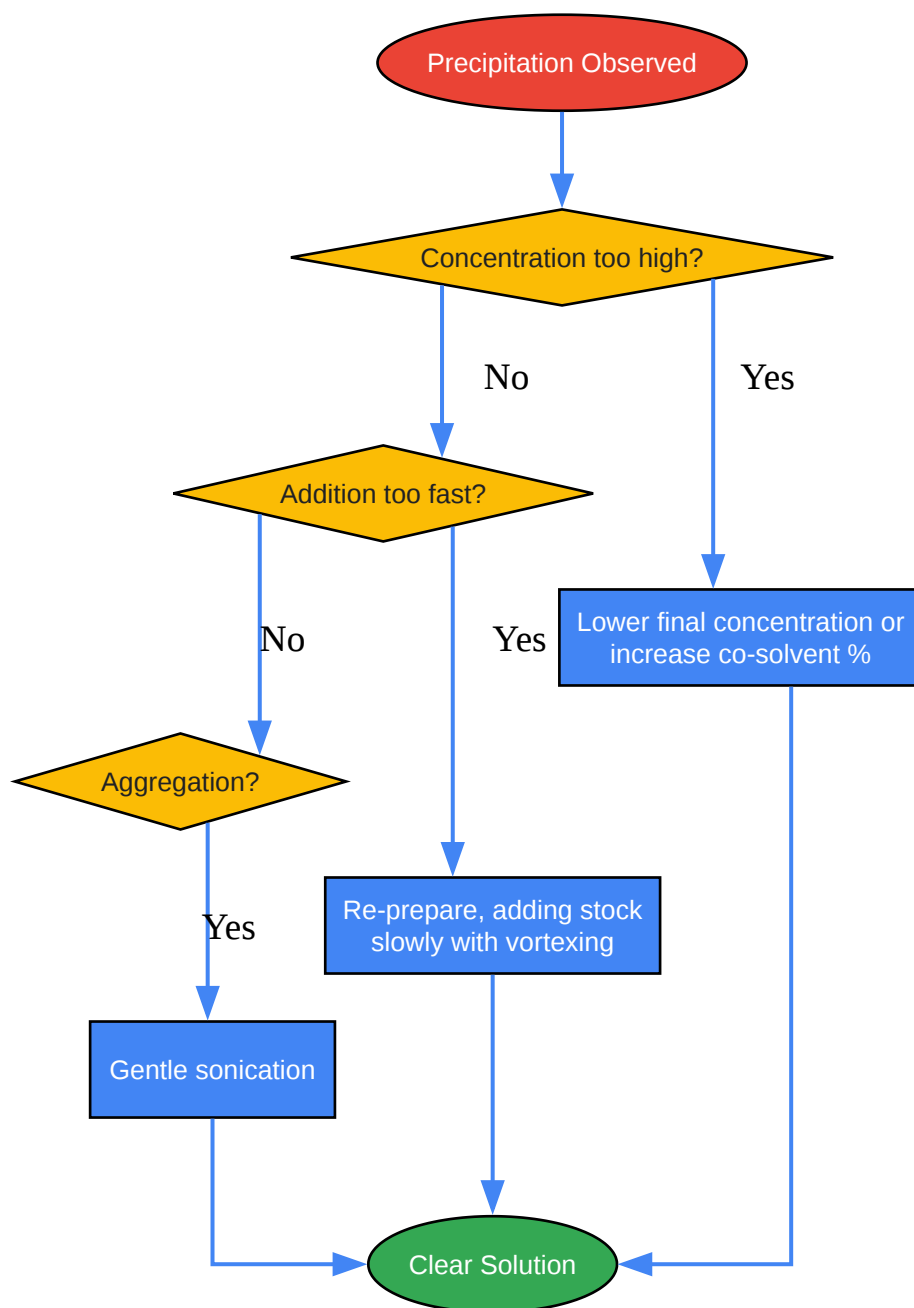 Precipitation Observed
Concentration too high?
No
Yes
Addition too fast?
No
Yes
Lower final concentration or
increase co-solvent %
Aggregation?
Yes
Re-prepare, adding stock
slowly with vortexing
Gentle sonication
Clear Solution